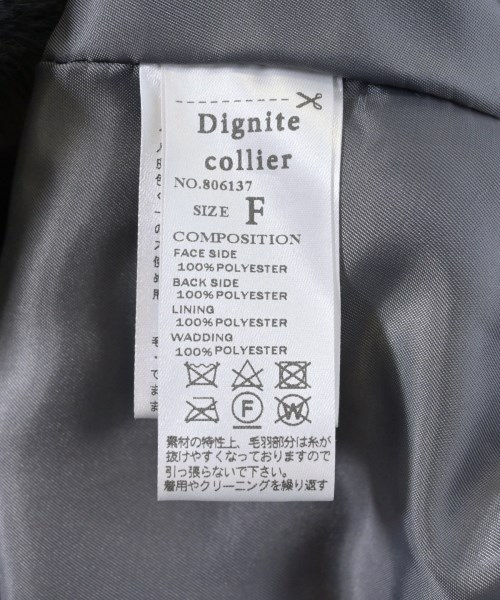 Dignite
collier
NO.806137
SIZE F
COMPOSITION
FACE SIDE
100%POLYESTER
BACK SIDE
100%POLYESTER
LINING
100%POLYESTER
WADDING
100%POLYESTER
F W
素材の特性上、毛羽部分は糸が
抜けやすくなっておりますので
引っ張らないで下さい。
着用やクリーニングを繰り返す